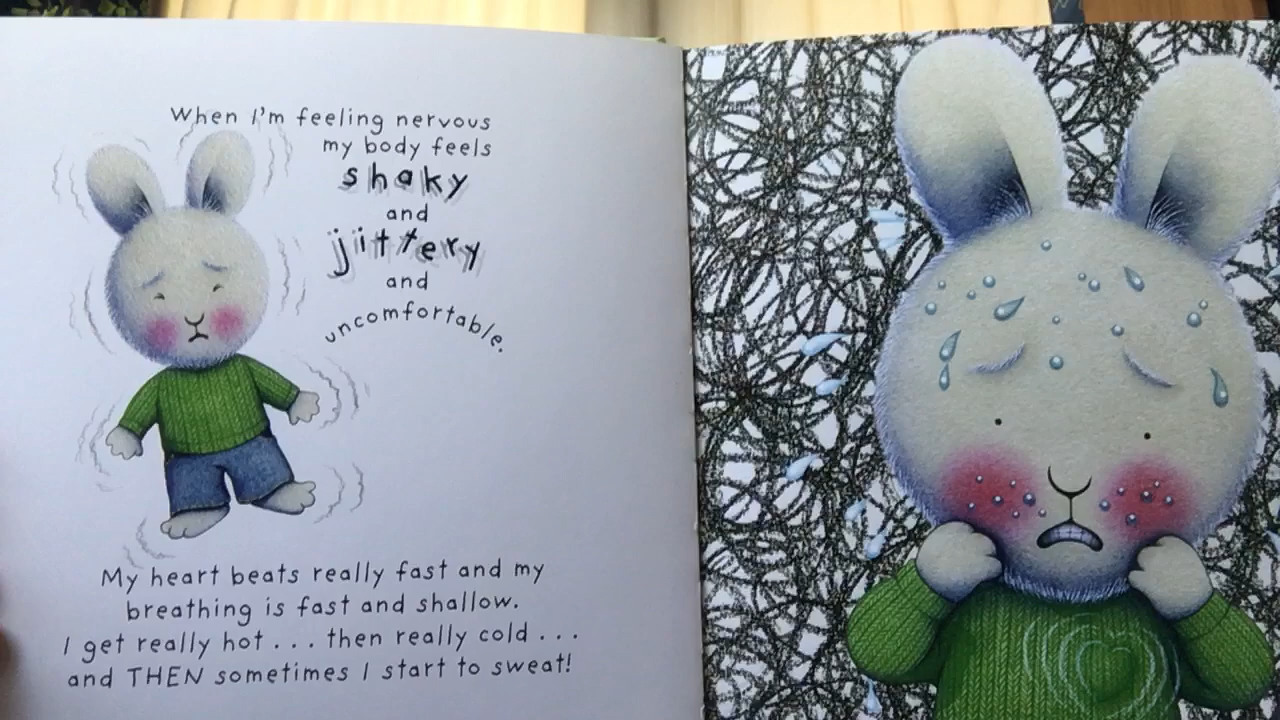 When I'm feeling nervous
my body feels
shaky
and
jittery
and
uncomfortable.
My heart beats really fast and my
breathing is fast and shallow.
I get really hot . . . then really cold . . .
and THEN sometimes I start to sweat!